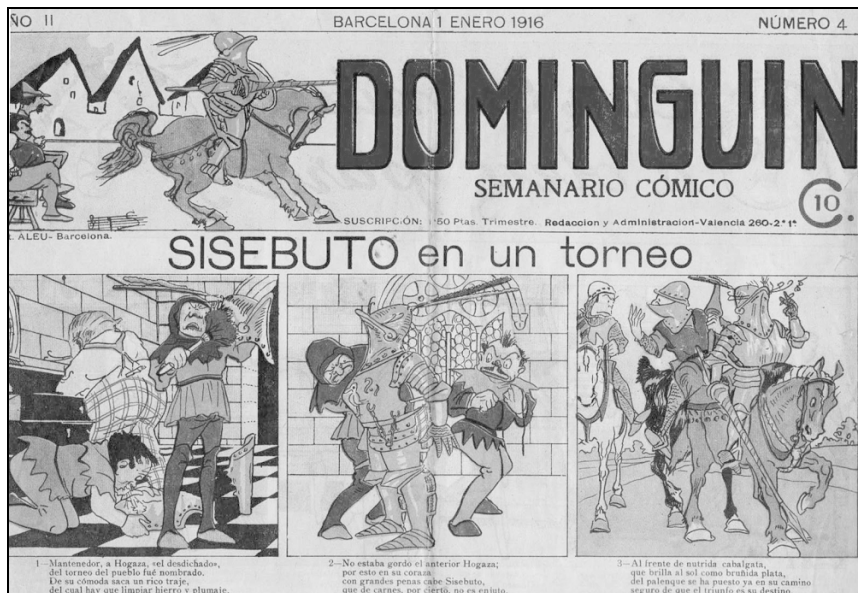 ÑO II
BARCELONA 1 ENERO 1916
NÚMERO 4
DOMINGUIN
SEMANARIO CÓMICO
10 C.
SUSCRIPCIÓN: 1'50 Ptas. Trimestre. Redaccion y Administracion-Valencia 260-2.º 1ª
ALEU- Barcelona.
SISEBUTO en un torneo
1—Mantenedor, a Hogaza, «el desdichado»,
del torneo del pueblo fué nombrado.
De su cómoda saca un rico traje,
del cual hay que limpiar hierro y plumaje.
2—No estaba gordo el anterior Hogaza;
por esto en su coraza
con grandes penas cabe Sisebuto,
que de carnes, por cierto, no es enjuto.
3—Al frente de nutrida cabalgata,
que brilla al sol como bruñida plata,
del palenque se ha puesto ya en su camino
seguro de que el triunfo es su destino.